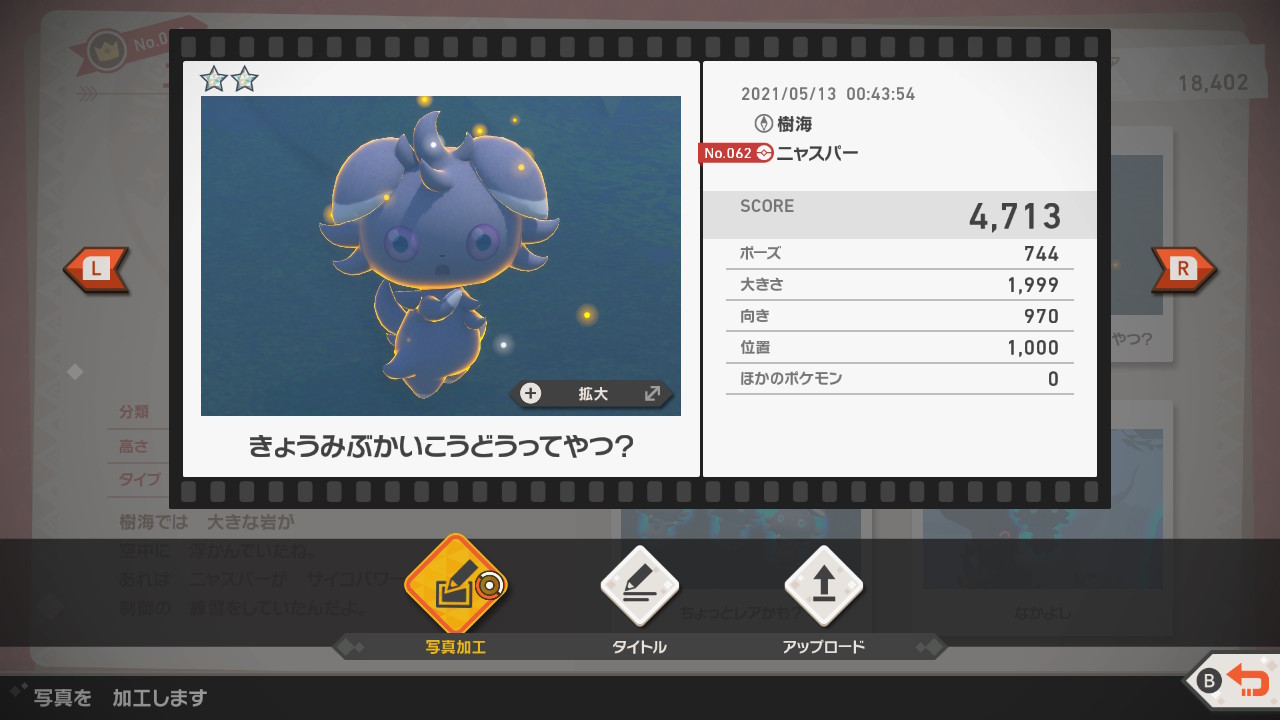 No.0
18,402
2021/05/13 00:43:54
樹海
No.062 ニャスパー
SCORE 4,713
ポーズ 744
大きさ 1,999
向き 970
位置 1,000
ほかのポケモン 0
+ 拡大
きょうみぶかいこうどうってやつ?
L
R
やつ?
分類
高さ
タイプ
樹海では 大きな岩が
空中に 浮かんでいたね。
あれは ニャスパーが サイコパワー
制御の 練習をしていたんだよ。
ちょっとレアかも?
なかよし
写真加工
タイトル
アップロード
写真を 加工します
B